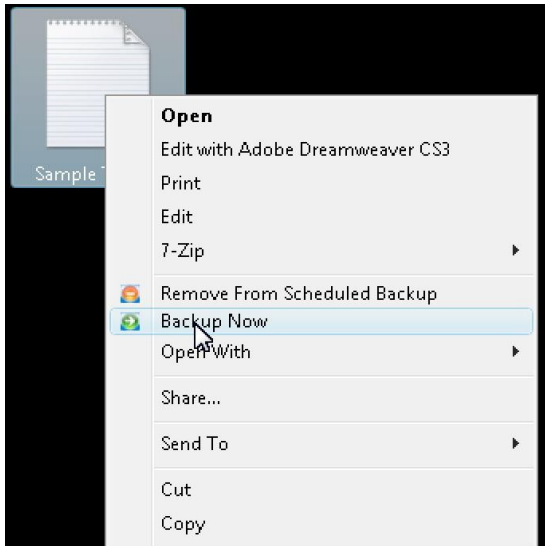 Sample
Open
Edit with Adobe Dreamweaver CS3
Print
Edit
7-Zip
Remove From Scheduled Backup
Backup Now
Open With
Share...
Send To
Cut
Copy